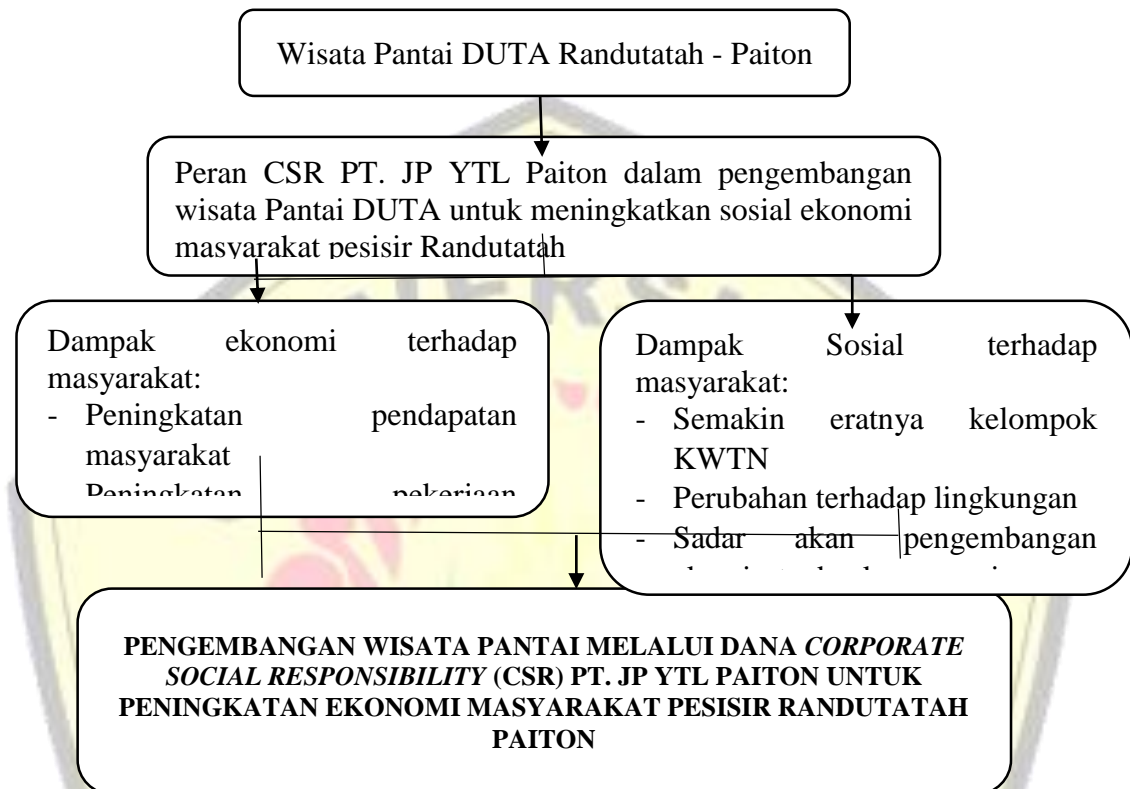 Wisata Pantai DUTA Randutatah - Paiton
Peran CSR PT. JP YTL Paiton dalam pengembangan
wisata Pantai DUTA untuk meningkatkan sosial ekonomi
masyarakat pesisir Randutatah
Dampak ekonomi terhadap
masyarakat:
- Peningkatan pendapatan
masyarakat
Peningkatan pekerjaan
Dampak Sosial terhadap
masyarakat:
- Semakin eratnya kelompok
KWTN
- Perubahan terhadap lingkungan
- Sadar akan pengembangan
PENGEMBANGAN WISATA PANTAI MELALUI DANA CORPORATE
SOCIAL RESPONSIBILITY (CSR) PT. JP YTL PAITON UNTUK
PENINGKATAN EKONOMI MASYARAKAT PESISIR RANDUTATAH
PAITON